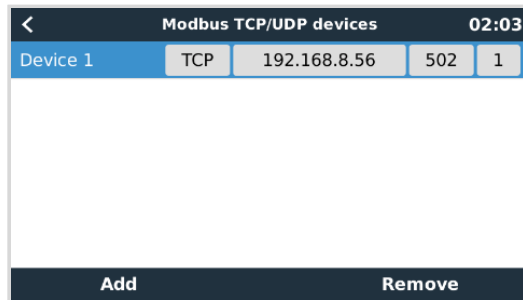 Modbus TCP/UDP devices 02:03
Device 1 TCP 192.168.8.56 502 1
Add Remove